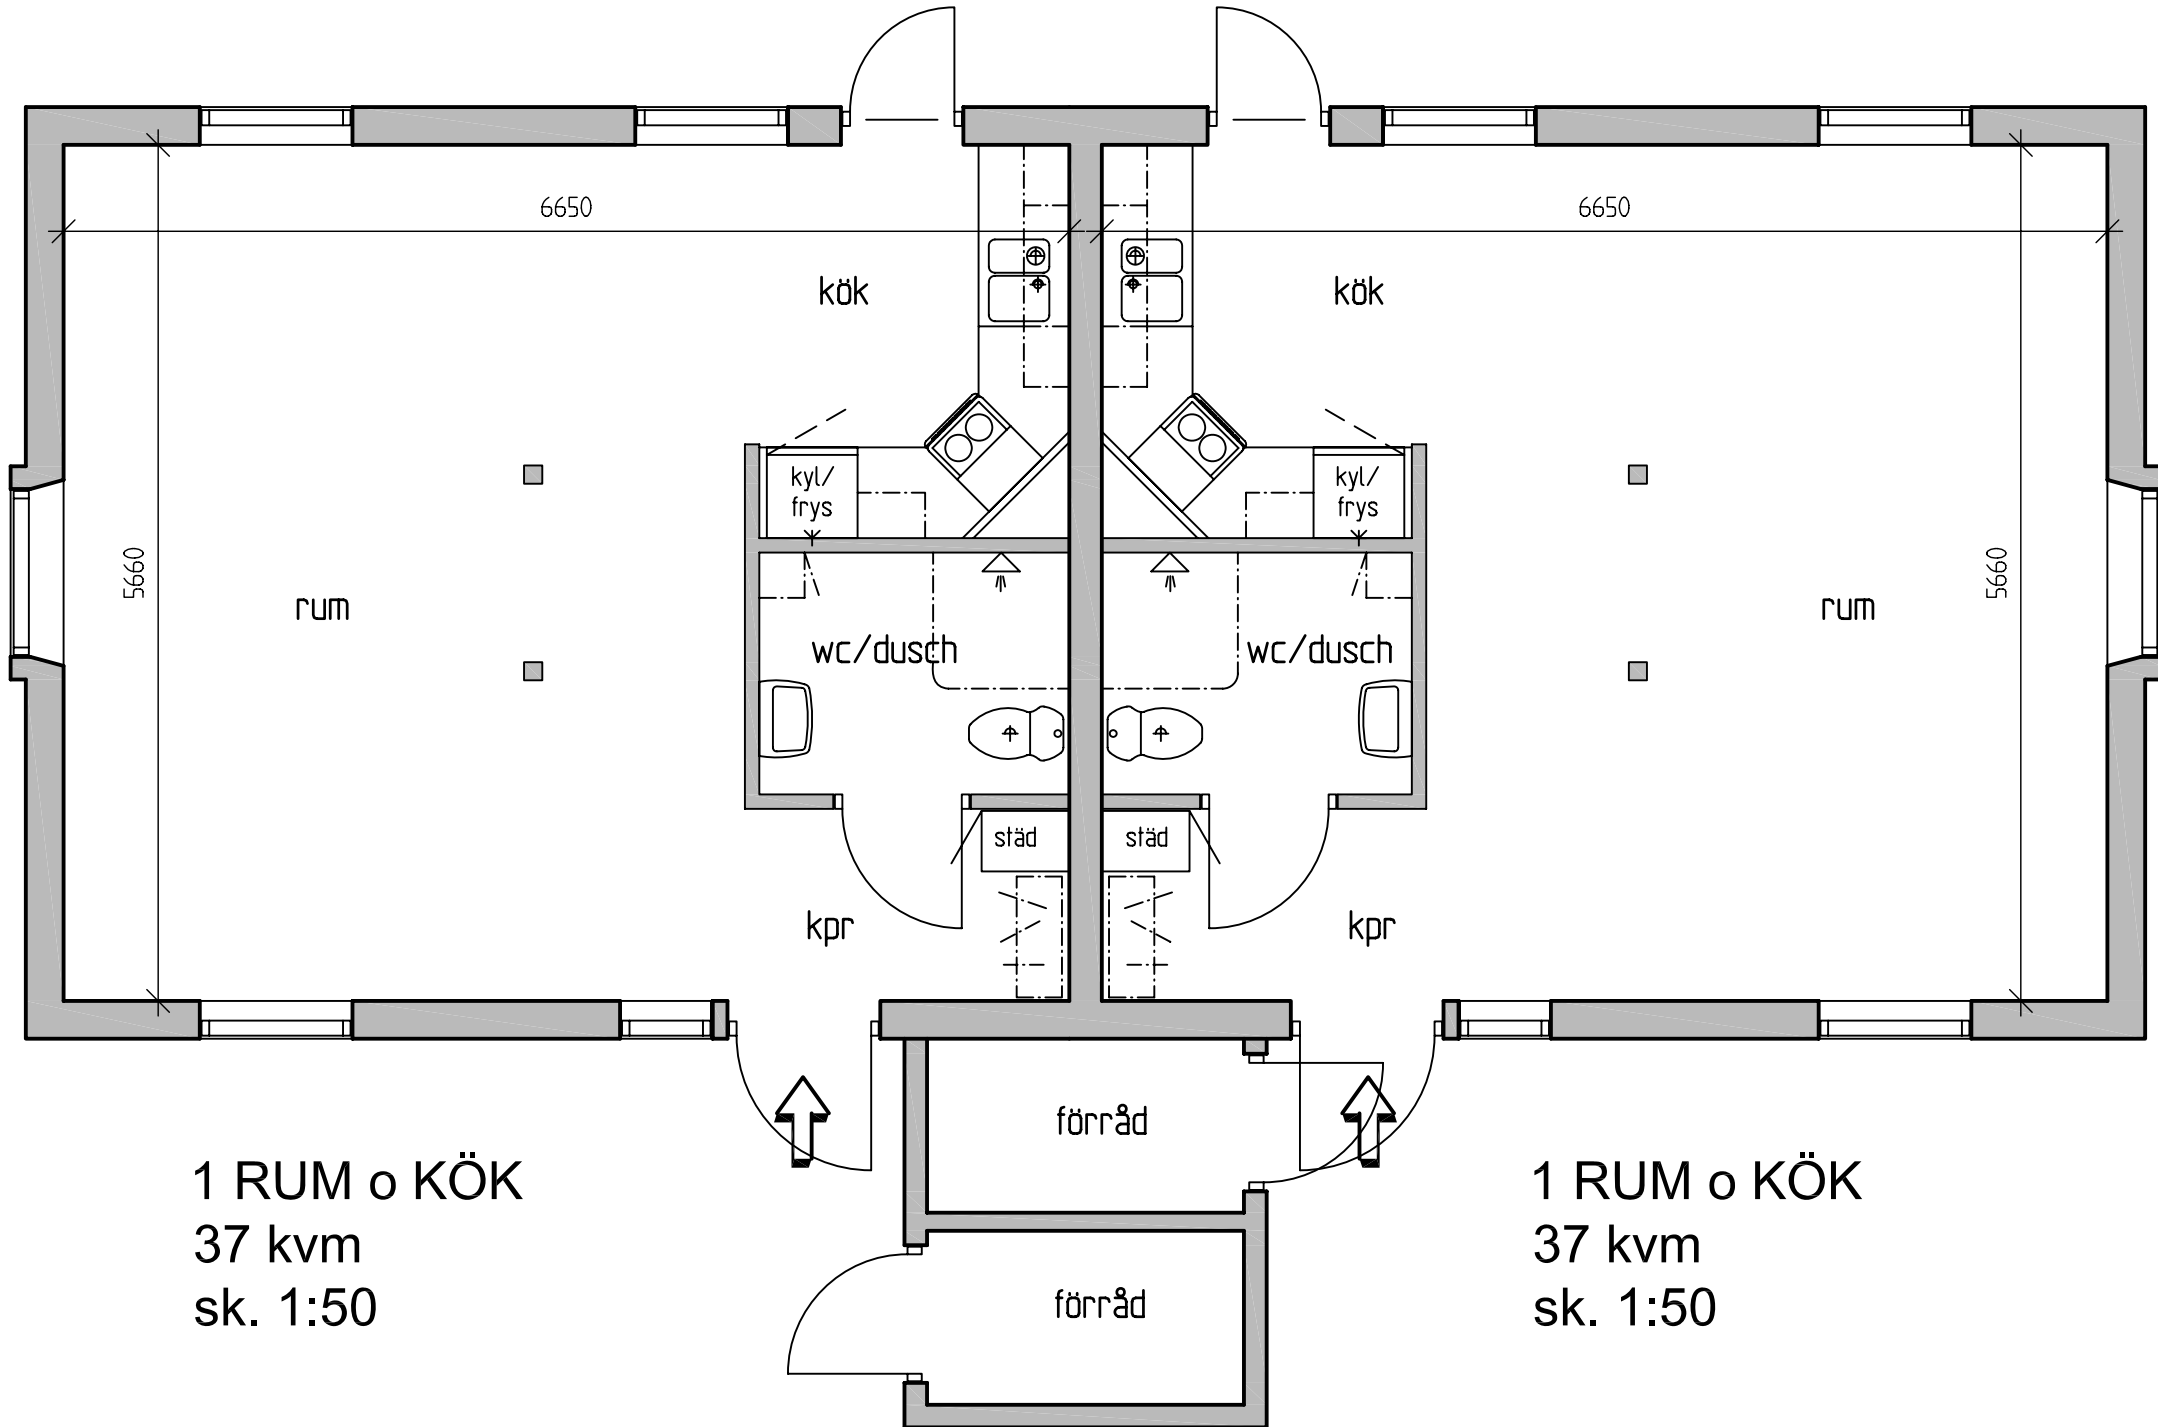 6650
6650
kök
kök
kyl/
frys
kyl/
frys
5660
5660
rum
rum
wc/dusch
wc/dusch
städ
städ
kpr
kpr
förråd
1 RUM o KÖK
37 kvm
sk. 1:50
1 RUM o KÖK
37 kvm
sk. 1:50
förråd